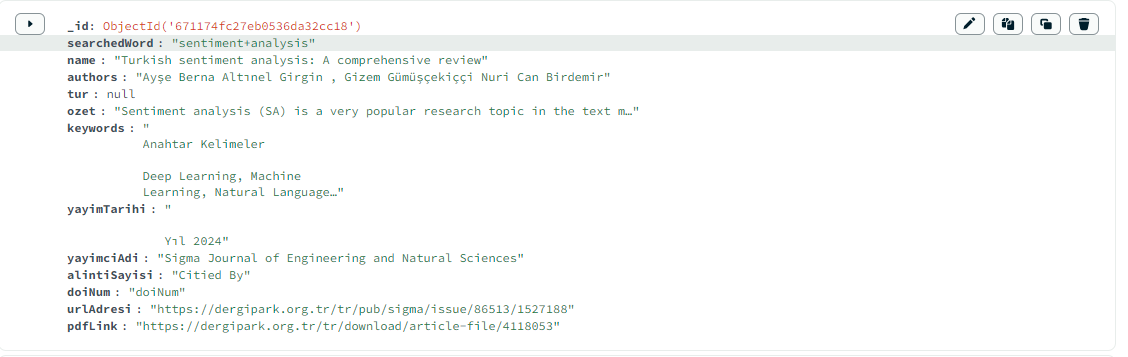 _id: ObjectId('671174fc27eb0536da32cc18')
searchedWord : "sentiment+analysis"
name : "Turkish sentiment analysis: A comprehensive review"
authors : "Ayşe Berna Altınel Girgin , Gizem Gümüşçekiççi Nuri Can Birdemir"
tur : null
ozet : "Sentiment analysis (SA) is a very popular research topic in the text m…"
keywords : "
Anahtar Kelimeler
Deep Learning, Machine
Learning, Natural Language…"
yayimTarihi : "
Yıl 2024"
yayimciAdi : "Sigma Journal of Engineering and Natural Sciences"
alintiSayisi : "Citied By"
doiNum : "doiNum"
urlAdresi : "https://dergipark.org.tr/tr/pub/sigma/issue/86513/1527188"
pdfLink : "https://dergipark.org.tr/tr/download/article-file/4118053"